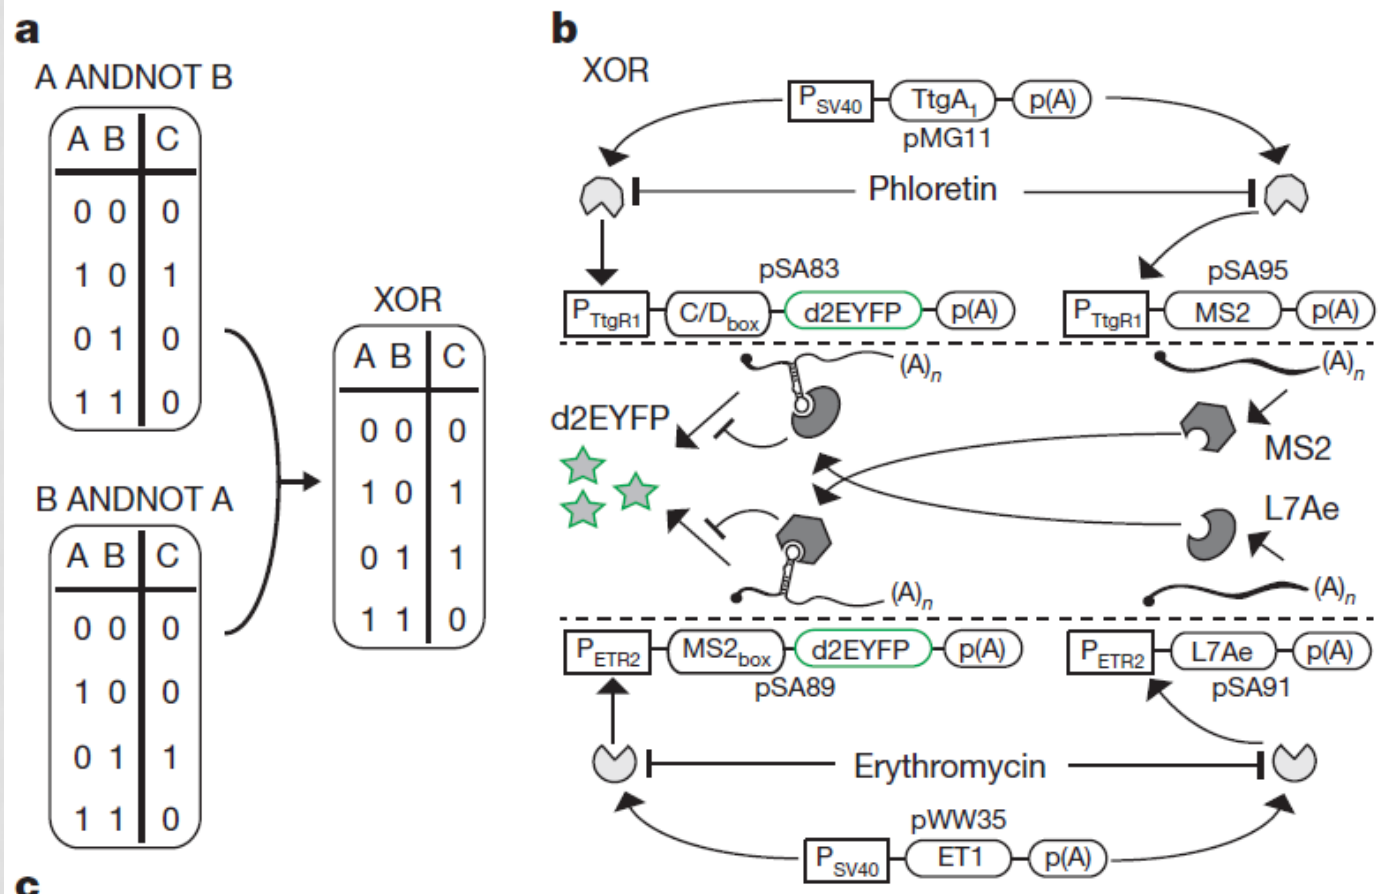 a
A ANDNOT B
A B C
0 0 0
1 0 1
0 1 0
1 1 0
B ANDNOT A
A B C
0 0 0
1 0 0
0 1 1
1 1 0
XOR
A B C
0 0 0
1 0 1
0 1 1
1 1 0
b
XOR
PSV40 TtgA1 p(A)
pMG11
Phloretin
pSA83
PTtgR1 C/Dbox d2EYFP p(A)
pSA95
PTtgR1 MS2 p(A)
(A)n
(A)n
d2EYFP
MS2
L7Ae
(A)n
(A)n
PETR2 MS2box d2EYFP p(A)
pSA89
PETR2 L7Ae p(A)
pSA91
Erythromycin
pWW35
PSV40 ET1 p(A)
c